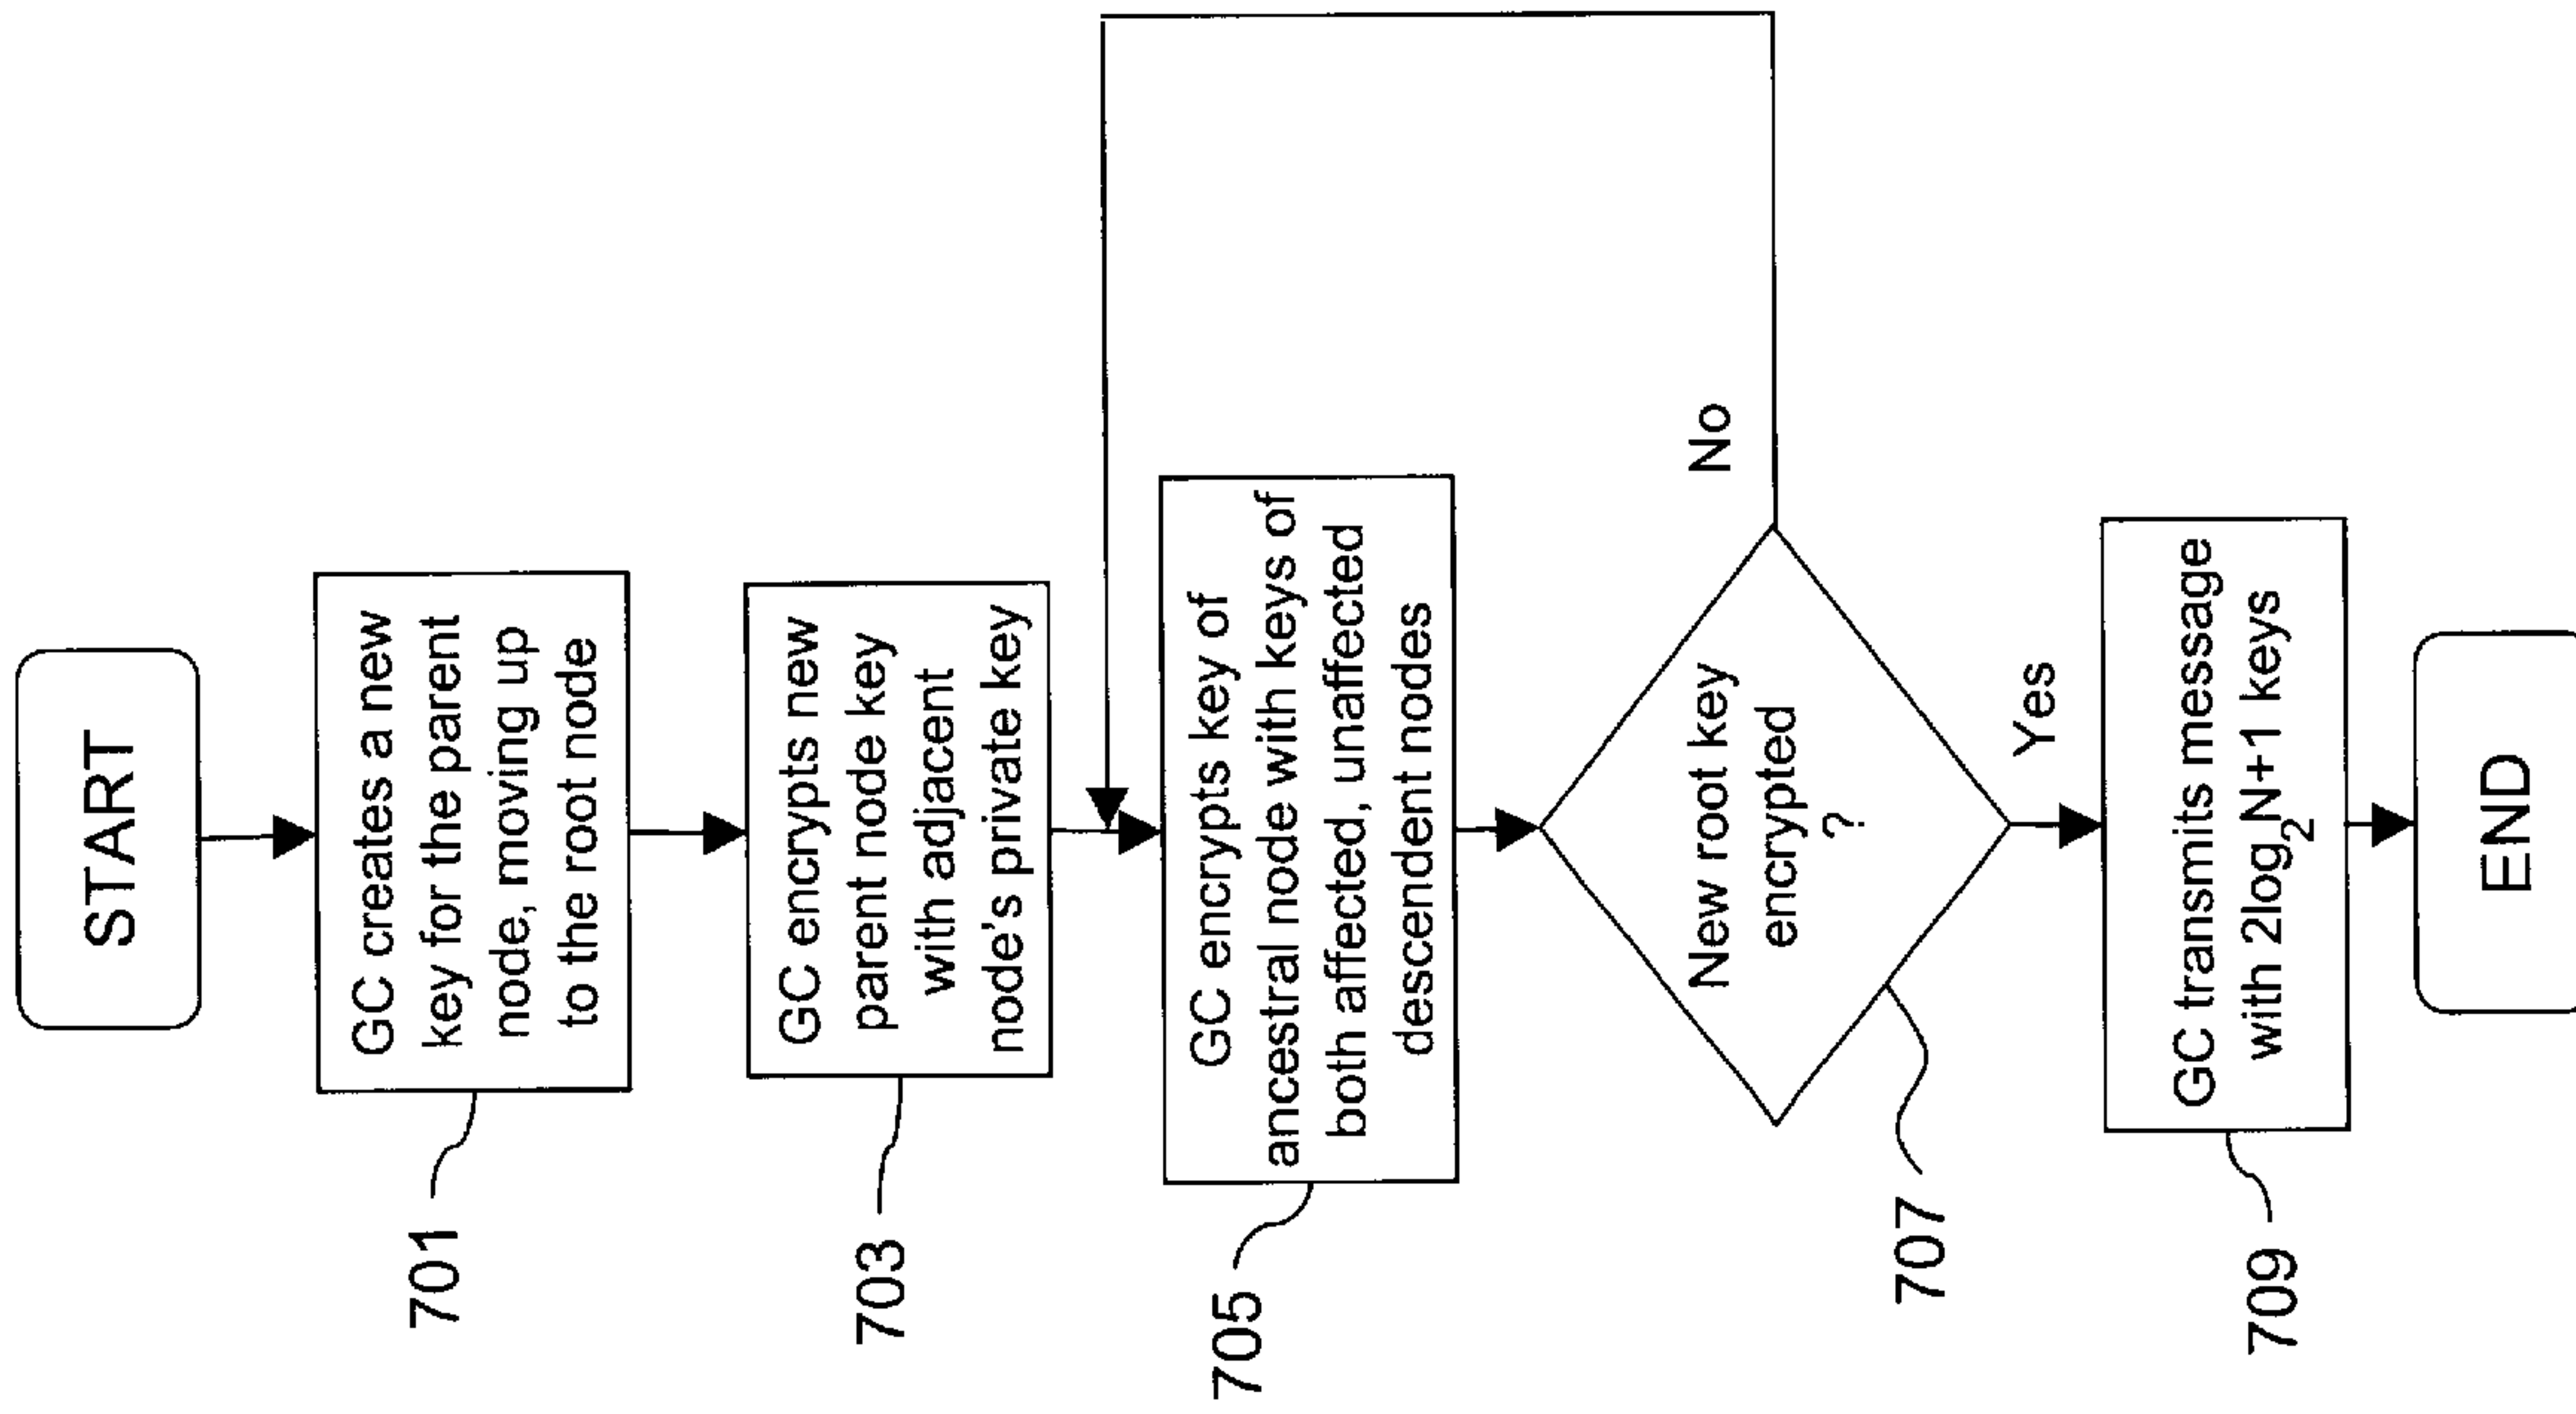 START
701
GC creates a new
key for the parent
node, moving up
to the root node
703
GC encrypts new
parent node key
with adjacent
node's private key
705
GC encrypts key of
ancestral node with keys of
both affected, unaffected
descendent nodes
707
New root key
encrypted
?
No
Yes
709
GC transmits message
with 2log₂N+1 keys
END